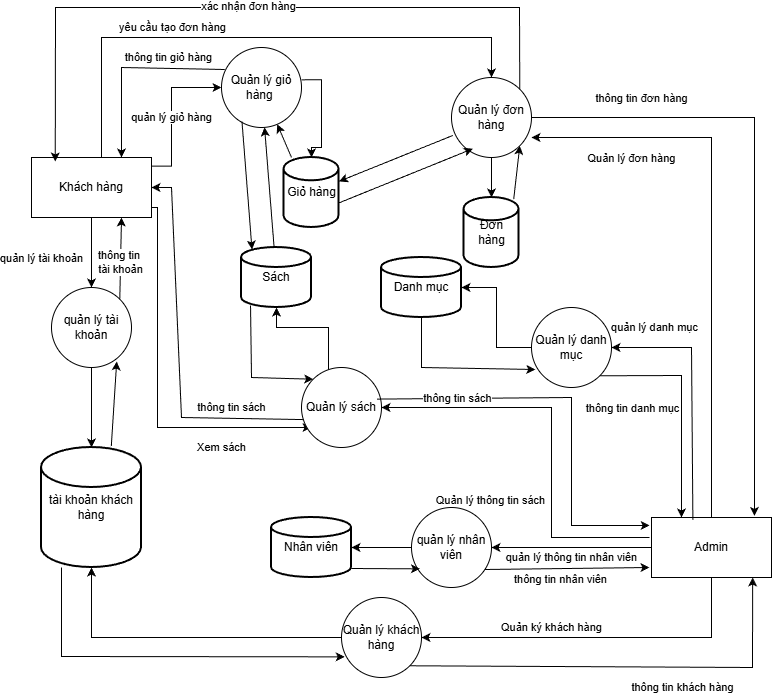 xác nhận đơn hàng
yêu cầu tạo đơn hàng
thông tin giỏ hàng
Quản lý giỏ
hàng
quản lý giỏ hàng
Quản lý đơn
hàng
thông tin đơn hàng
Quản lý đơn hàng
Khách hàng
Giỏ hàng
Đơn
hàng
quản lý tài khoản
thông tin
tài khoản
Sách
Danh mục
quản lý tài
khoản
Quản lý danh
mục
quản lý danh mục
thông tin sách
Quản lý sách
thông tin sách
thông tin danh mục
Xem sách
tài khoản khách
hàng
Quản lý thông tin sách
Nhân viên
quản lý nhân
viên
quản lý thông tin nhân viên
thông tin nhân viên
Admin
Quản lý khách
hàng
Quản ký khách hàng
thông tin khách hàng